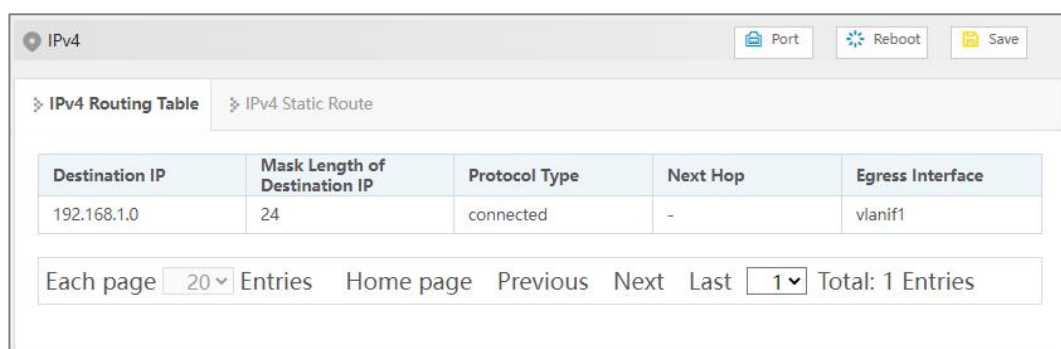 IPv4 Port Reboot Save
IPv4 Routing Table IPv4 Static Route
Destination IP Mask Length of Destination IP Protocol Type Next Hop Egress Interface
192.168.1.0 24 connected - vlanif1
Each page 20 Entries Home page Previous Next Last 1 Total: 1 Entries